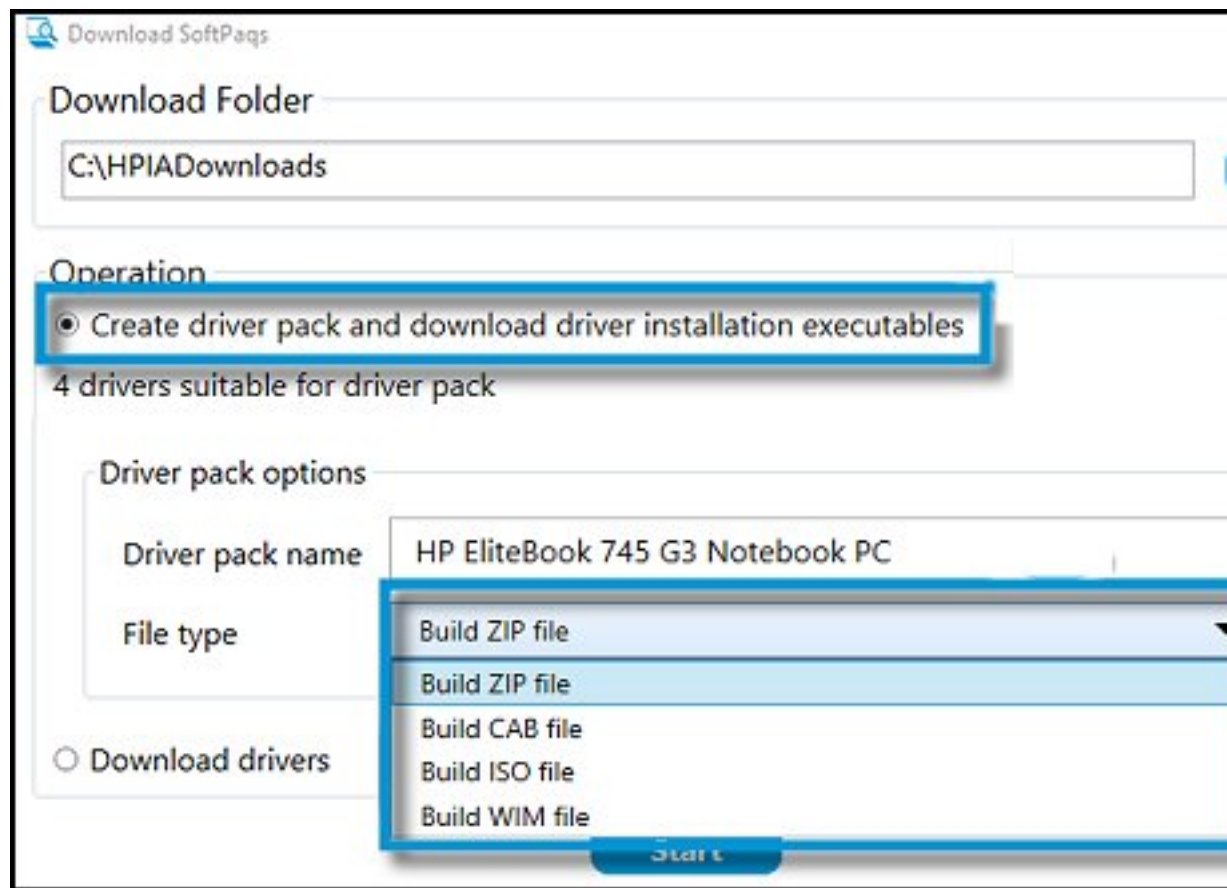 Download SoftPaqs
Download Folder
C:\HPIADownloads
Operation
Create driver pack and download driver installation executables
4 drivers suitable for driver pack
Driver pack options
Driver pack name
HP EliteBook 745 G3 Notebook PC
File type
Build ZIP file
Build ZIP file
Build CAB file
Download drivers
Build ISO file
Build WIM file
Start